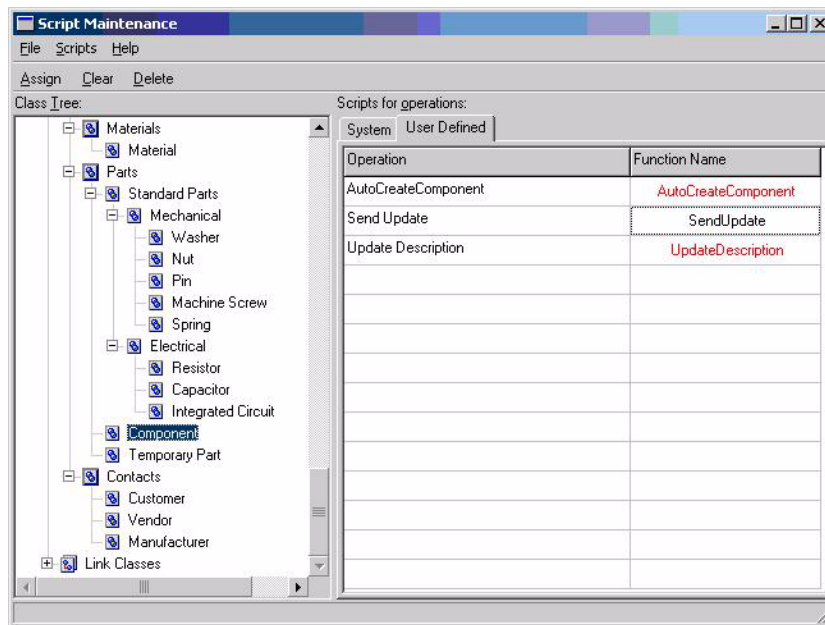 Script Maintenance
File Scripts Help
Assign Clear Delete
Class Tree:
Materials
Material
Parts
Standard Parts
Mechanical
Washer
Nut
Pin
Machine Screw
Spring
Electrical
Resistor
Capacitor
Integrated Circuit
Component
Temporary Part
Contacts
Customer
Vendor
Manufacturer
Link Classes
Scripts for operations:
System User Defined
Operation Function Name
AutoCreateComponent AutoCreateComponent
Send Update SendUpdate
Update Description UpdateDescription